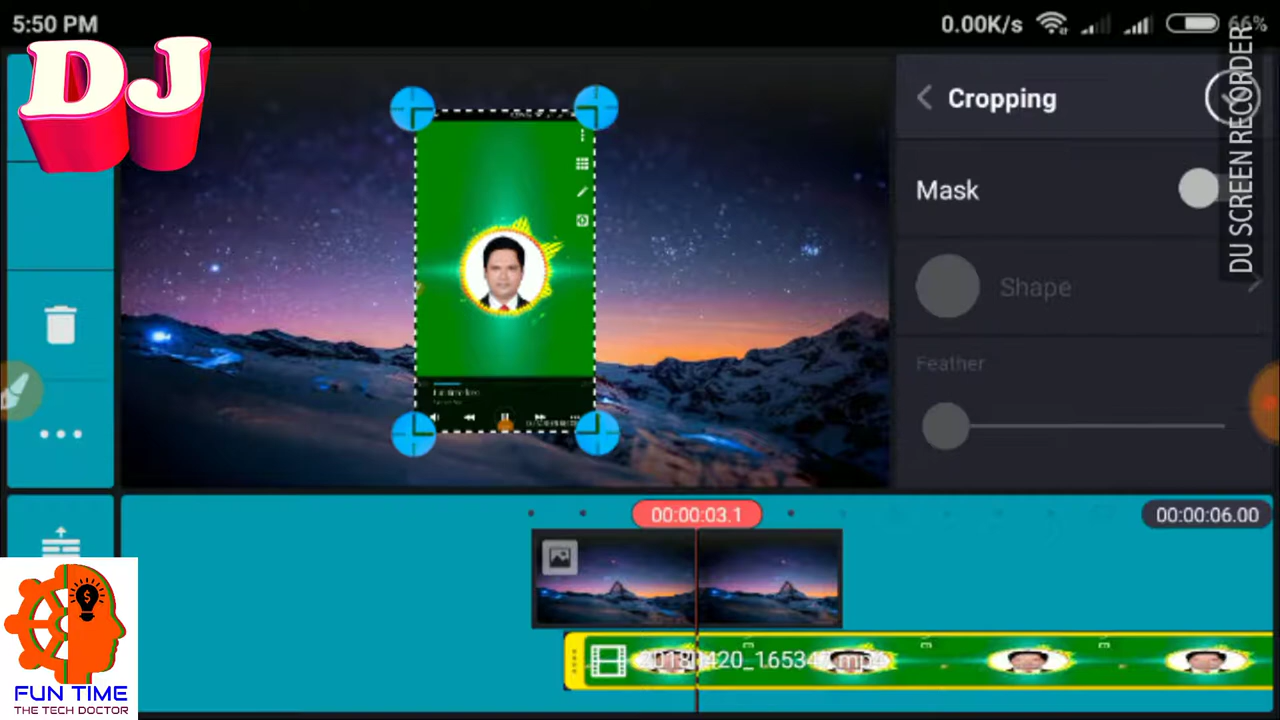 5:50 PM
0.00K/s
66%
DJ
DU SCREEN RECORDER
Cropping
Mask
Shape
Feather
00:00:03.1
00:00:06.00
FUN TIME
THE TECH DOCTOR